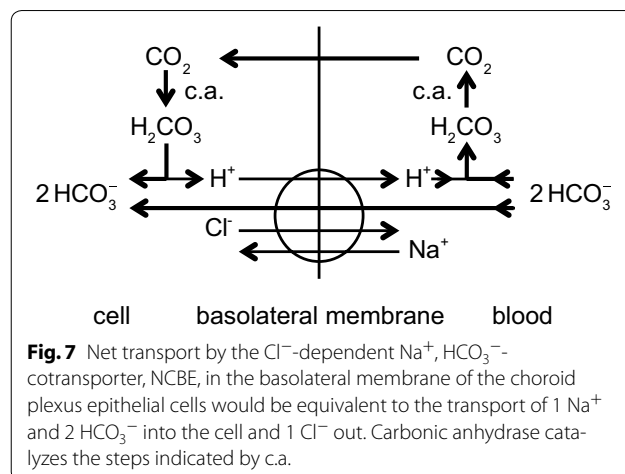 CO₂ CO₂
c.a. c.a.
H₂CO₃ H₂CO₃
H⁺ H⁺
2 HCO₃⁻ 2 HCO₃⁻
Cl⁻
Na⁺
cell basolateral membrane blood
Fig. 7 Net transport by the Cl⁻-dependent Na⁺, HCO₃⁻-
cotransporter, NCBE, in the basolateral membrane of the choroid
plexus epithelial cells would be equivalent to the transport of 1 Na⁺
and 2 HCO₃⁻ into the cell and 1 Cl⁻ out. Carbonic anhydrase cata-
lyzes the steps indicated by c.a.